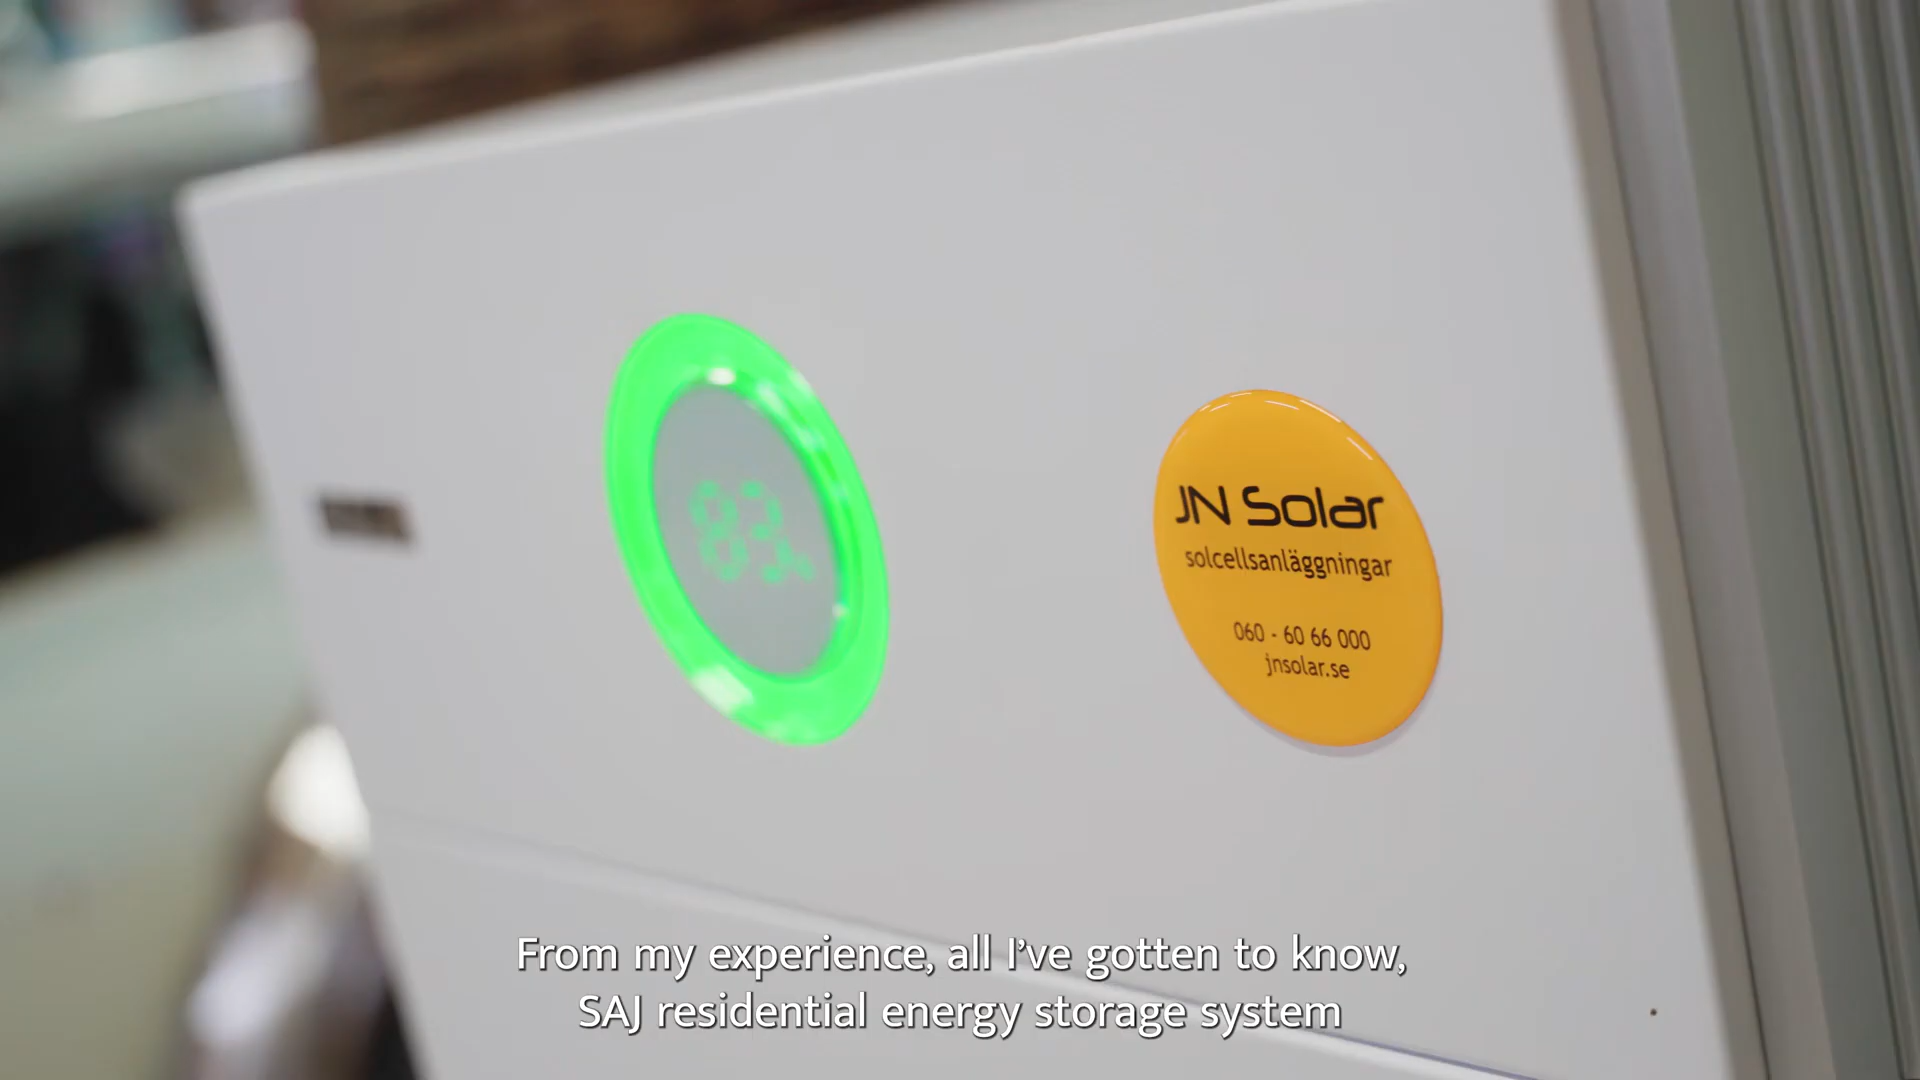 83%
JN Solar
solcellsanläggningar
060 - 60 66 000
jnsolar.se
From my experience, all I've gotten to know,
SAJ residential energy storage system